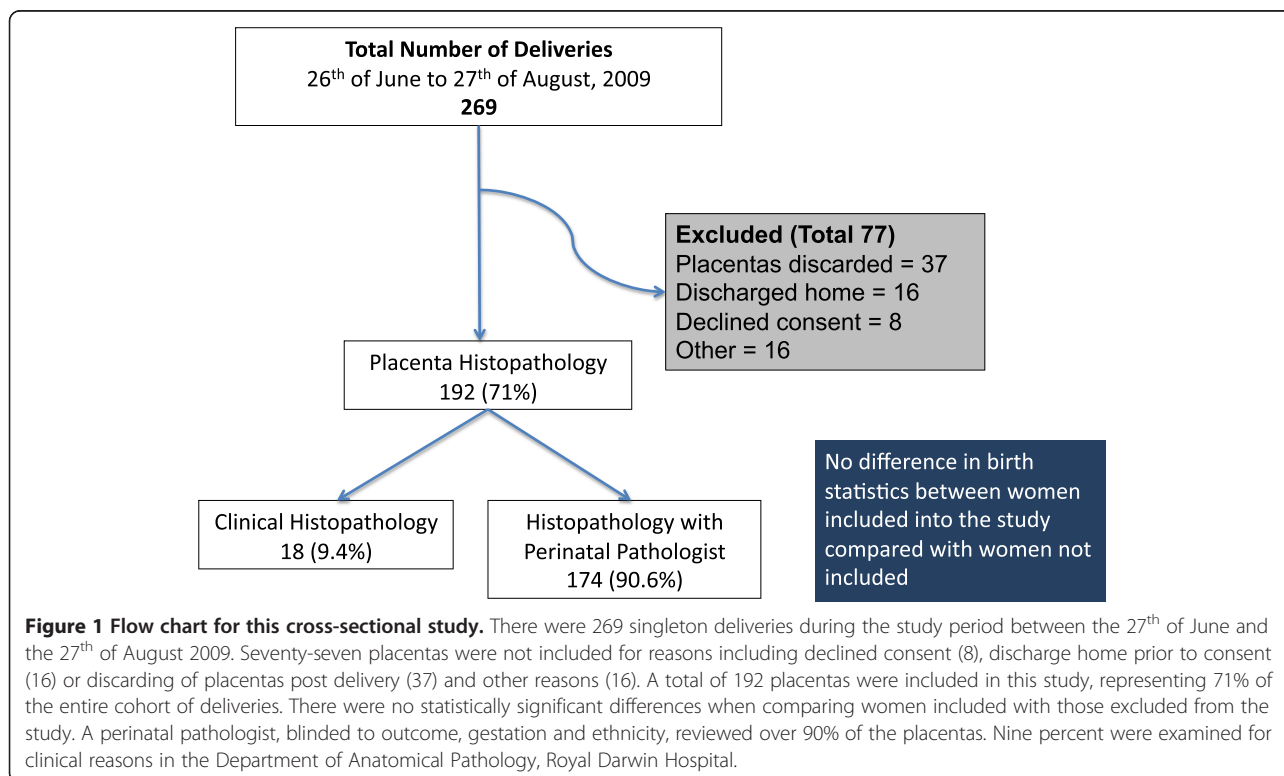 Total Number of Deliveries
26th of June to 27th of August, 2009
269
Excluded (Total 77)
Placentas discarded = 37
Discharged home = 16
Declined consent = 8
Other = 16
Placenta Histopathology
192 (71%)
Clinical Histopathology
18 (9.4%)
Histopathology with
Perinatal Pathologist
174 (90.6%)
No difference in birth
statistics between women
included into the study
compared with women not
included
Figure 1 Flow chart for this cross-sectional study. There were 269 singleton deliveries during the study period between the 27th of June and
the 27th of August 2009. Seventy-seven placentas were not included for reasons including declined consent (8), discharge home prior to consent
(16) or discarding of placentas post delivery (37) and other reasons (16). A total of 192 placentas were included in this study, representing 71% of
the entire cohort of deliveries. There were no statistically significant differences when comparing women included with those excluded from the
study. A perinatal pathologist, blinded to outcome, gestation and ethnicity, reviewed over 90% of the placentas. Nine percent were examined for
clinical reasons in the Department of Anatomical Pathology, Royal Darwin Hospital.